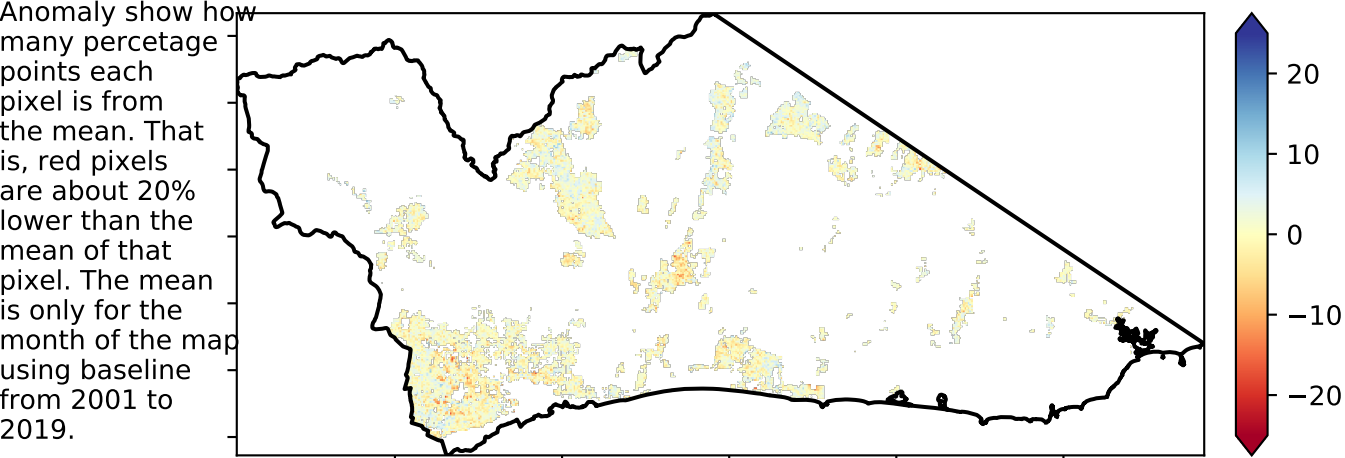 Anomaly show how
many percetage
points each
pixel is from
the mean. That
is, red pixels
are about 20%
lower than the
mean of that
pixel. The mean
is only for the
month of the map
using baseline
from 2001 to
2019.
20
10
0
−10
−20